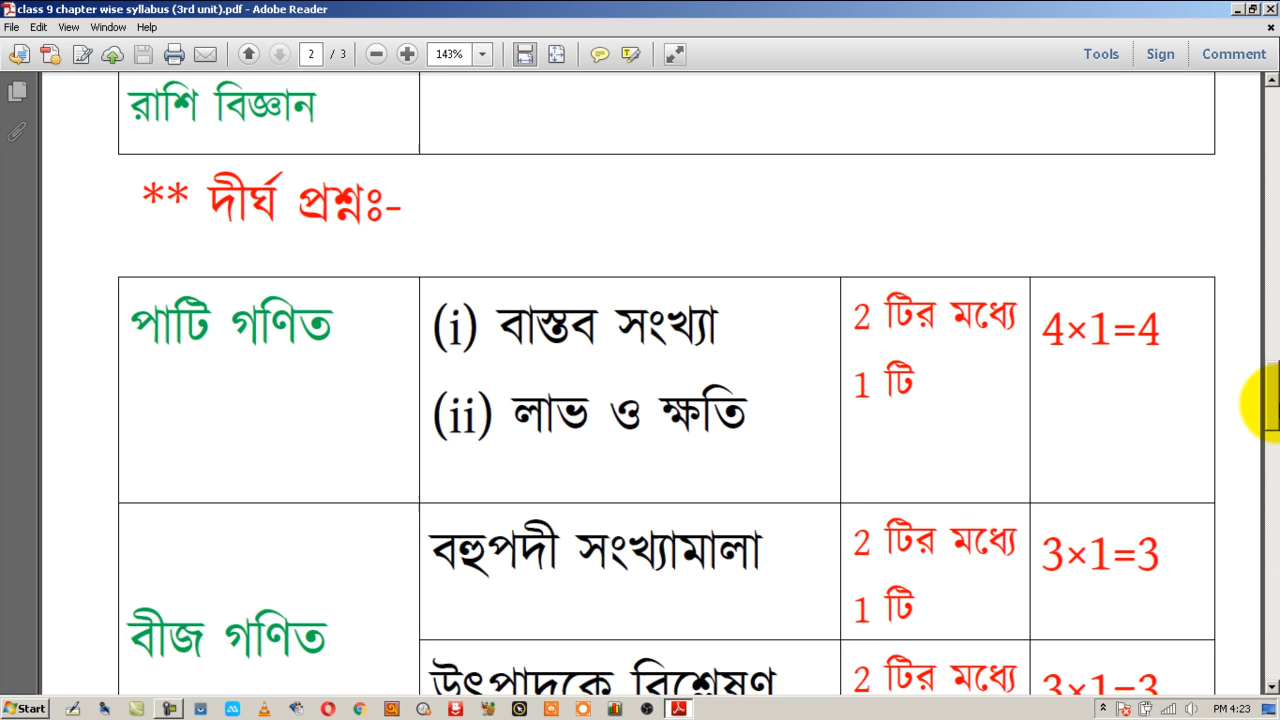 class 9 chapter wise syllabus (3rd unit).pdf - Adobe Reader
File Edit View Window Help
2 / 3 143% Tools Sign Comment
রাশি বিজ্ঞান
** দীর্ঘ প্রশ্নঃ-
পাটি গণিত (i) বাস্তব সংখ্যা 2 টির মধ্যে 4×1=4
(ii) লাভ ও ক্ষতি 1 টি
বহুপদী সংখ্যামালা 2 টির মধ্যে 3×1=3
1 টি
বীজ গণিত
উৎপাদকে বিশ্লেষণ 2 টির মধ্যে 3×1=3
Start PM 4:23